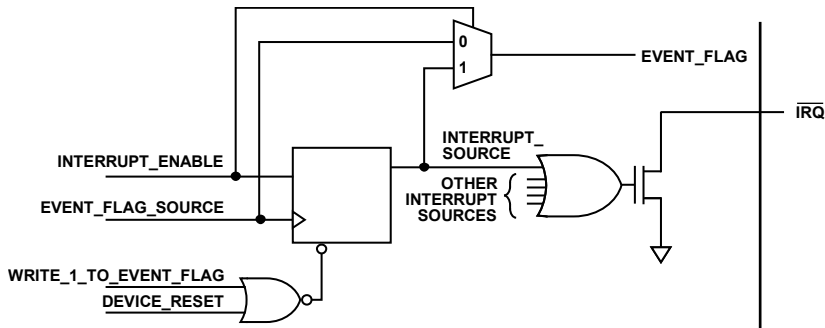 0
1
EVENT_FLAG
IRQ
INTERRUPT_ENABLE
INTERRUPT_
SOURCE
OTHER
INTERRUPT
SOURCES
EVENT_FLAG_SOURCE
WRITE_1_TO_EVENT_FLAG
DEVICE_RESET